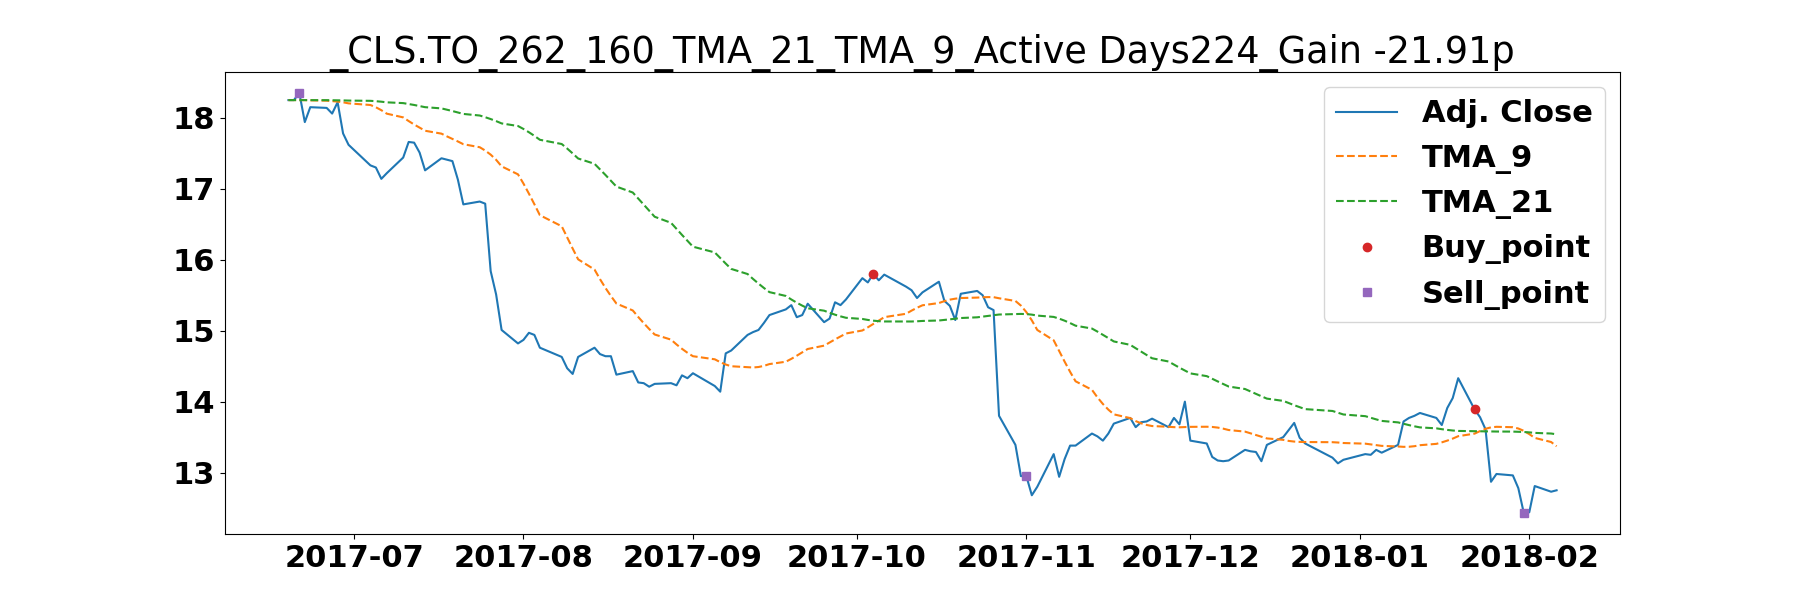 _CLS.TO_262_160_TMA_21_TMA_9_Active Days224_Gain -21.91p
18
17
16
15
14
13
Adj. Close
TMA_9
TMA_21
Buy_point
Sell_point
2017-07 2017-08 2017-09 2017-10 2017-11 2017-12 2018-01 2018-02